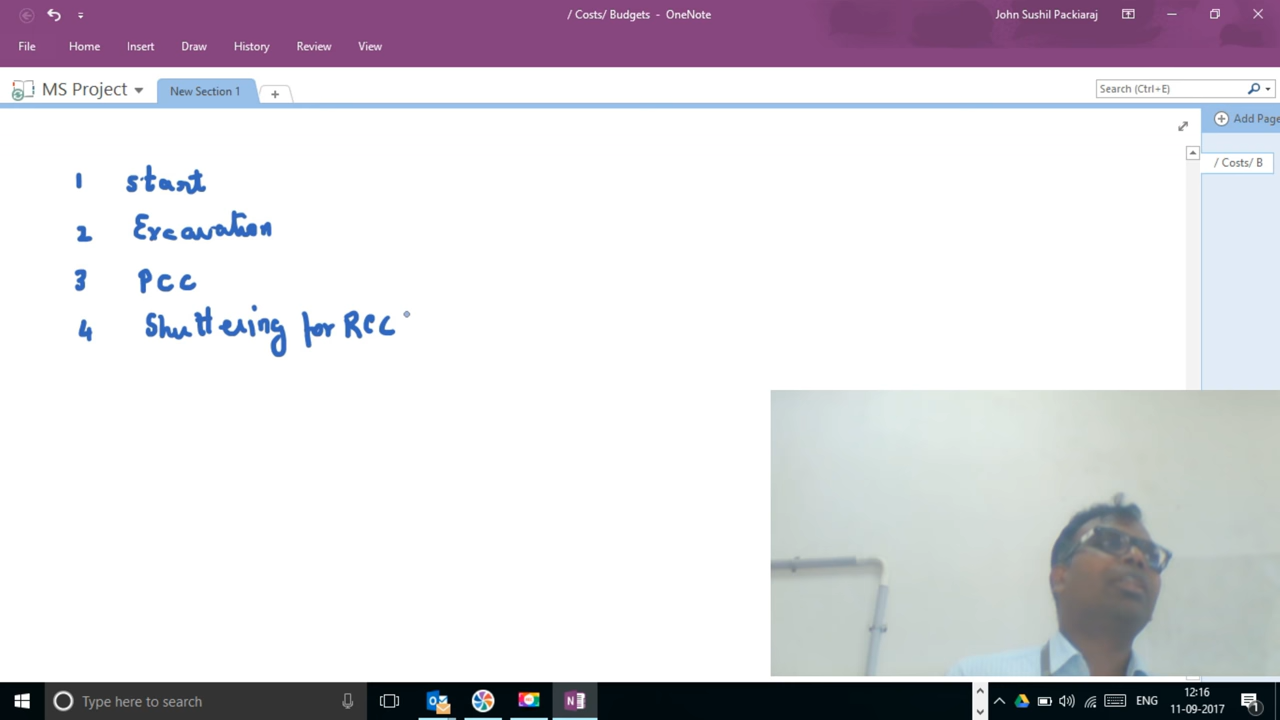 / Costs/ Budgets - OneNote
John Sushil Packiaraj
File Home Insert Draw History Review View
MS Project New Section 1 +
Search (Ctrl+E)
Add Page
/ Costs/ B
1 start
2 Excavation
3 PCC
4 Shuttering for RCC
Type here to search
ENG
12:16
11-09-2017
1